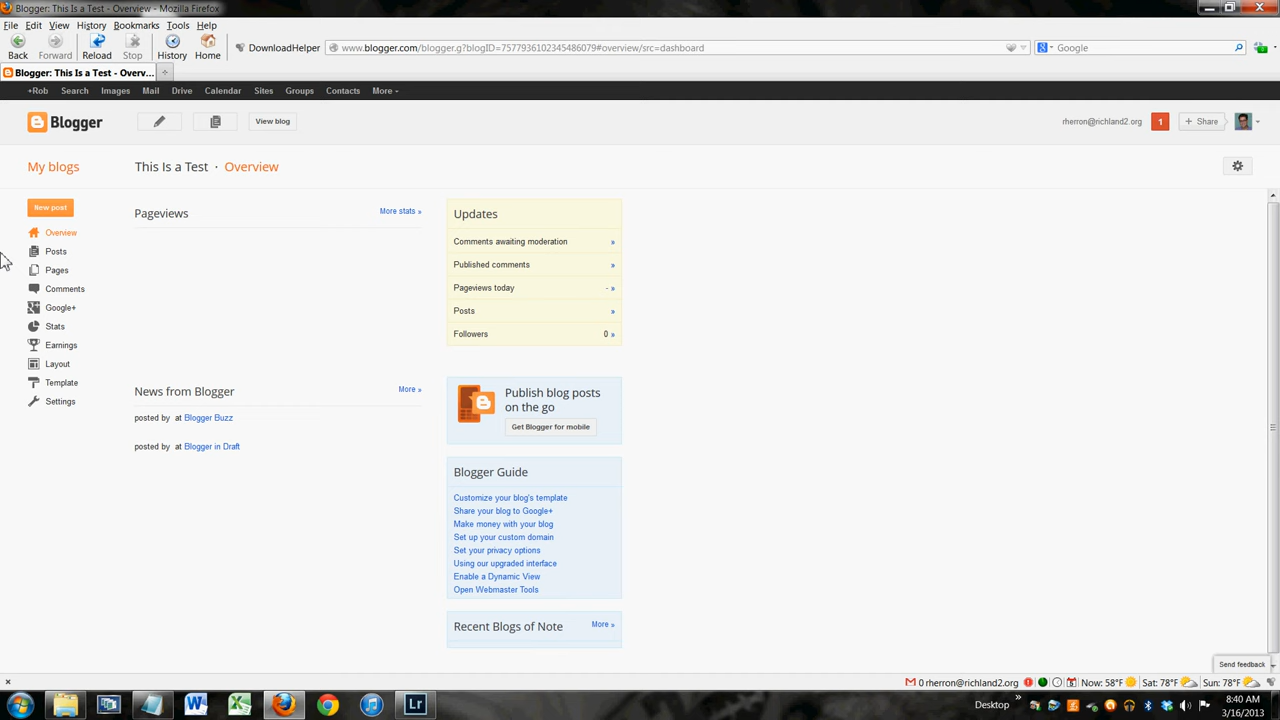 Blogger: This Is a Test - Overview - Mozilla Firefox
File Edit View History Bookmarks Tools Help
Back Forward Reload Stop History Home DownloadHelper www.blogger.com/blogger.g?blogID=7577936102345486079#overview/src=dashboard Google
Blogger: This Is a Test - Overv...
+Rob Search Images Mail Drive Calendar Sites Groups Contacts More
Blogger View blog rherron@richland2.org 1 + Share
My blogs This Is a Test · Overview
New post
Overview
Posts
Pages
Comments
Google+
Stats
Earnings
Layout
Template
Settings
Pageviews More stats »
News from Blogger More »
posted by at Blogger Buzz
posted by at Blogger in Draft
Updates
Comments awaiting moderation »
Published comments »
Pageviews today - »
Posts »
Followers 0 »
Publish blog posts
on the go
Get Blogger for mobile
Blogger Guide
Customize your blog's template
Share your blog to Google+
Make money with your blog
Set up your custom domain
Set your privacy options
Using our upgraded interface
Enable a Dynamic View
Open Webmaster Tools
Recent Blogs of Note More »
Send feedback
x 0 rherron@richland2.org Now: 58°F Sat: 78°F Sun: 78°F
Lr Desktop » 8:40 AM
3/16/2013